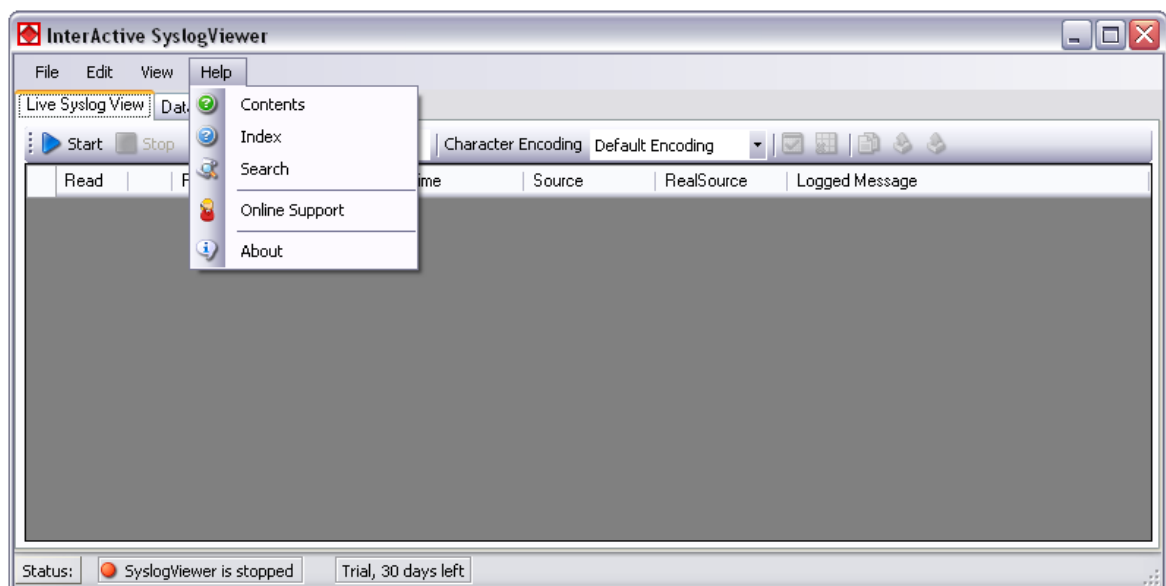 InterActive SyslogViewer
File Edit View Help
Live Syslog View
Contents
Index
Search
Online Support
About
Start Stop Character Encoding Default Encoding
Read Source RealSource Logged Message
Status: SyslogViewer is stopped Trial, 30 days left